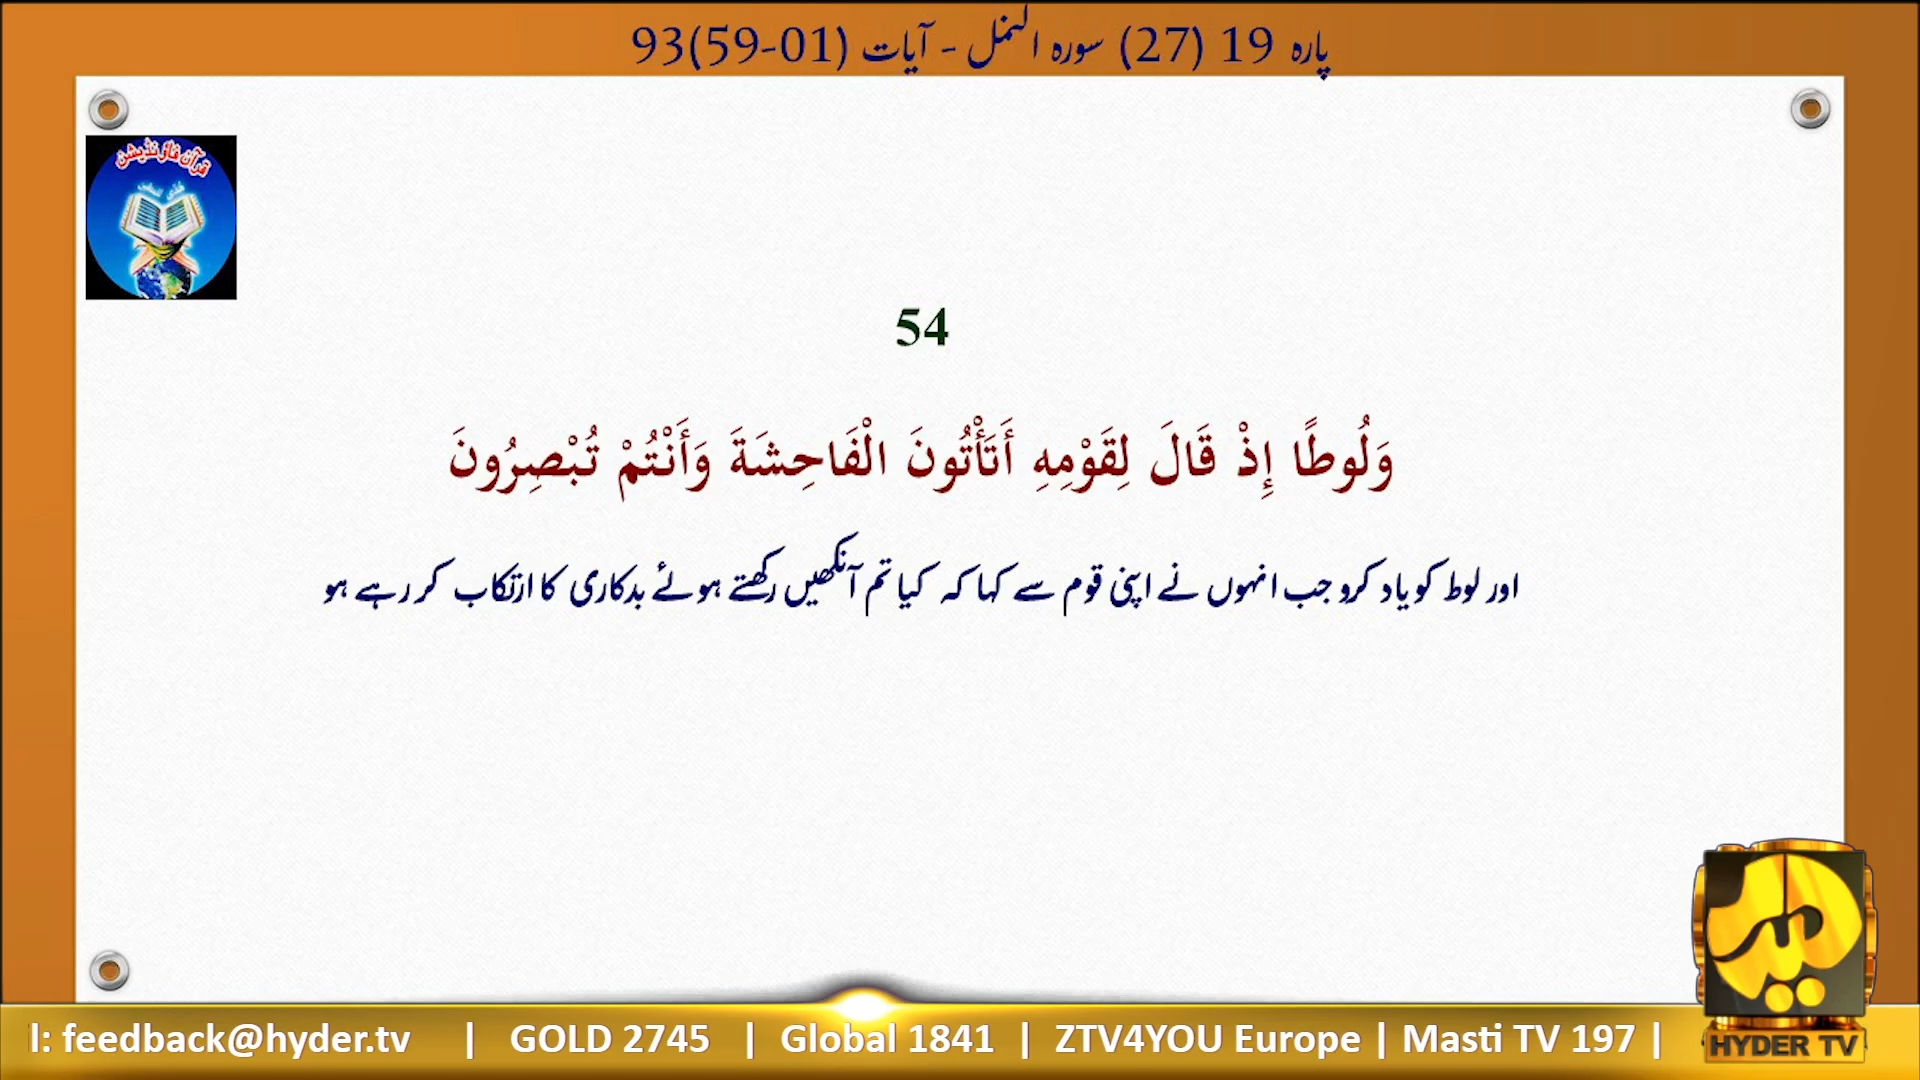 پارہ 19 (27) سورہ النمل - آیات (01-59)93
قرآن فاؤنڈیشن
54
وَلُوطًا إِذْ قَالَ لِقَوْمِهِ أَتَأْتُونَ الْفَاحِشَةَ وَأَنْتُمْ تُبْصِرُونَ
اور لوط کو یاد کرو جب انہوں نے اپنی قوم سے کہا کہ کیا تم آنکھیں رکھتے ہوئے بدکاری کا ارتکاب کر رہے ہو
l: feedback@hyder.tv | GOLD 2745 | Global 1841 | ZTV4YOU Europe | Masti TV 197 |
HYDER TV